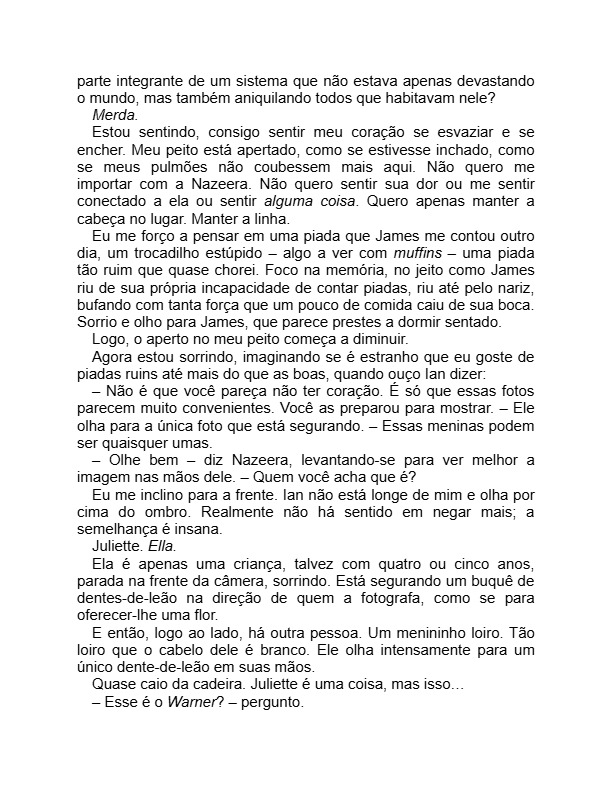 parte integrante de um sistema que não estava apenas devastando
o mundo, mas também aniquilando todos que habitavam nele?
Merda.
Estou sentindo, consigo sentir meu coração se esvaziar e se
encher. Meu peito está apertado, como se estivesse inchado, como
se meus pulmões não coubessem mais aqui. Não quero me
importar com a Nazeera. Não quero sentir sua dor ou me sentir
conectado a ela ou sentir alguma coisa. Quero apenas manter a
cabeça no lugar. Manter a linha.
Eu me forço a pensar em uma piada que James me contou outro
dia, um trocadilho estúpido – algo a ver com muffins – uma piada
tão ruim que quase chorei. Foco na memória, no jeito como James
riu de sua própria incapacidade de contar piadas, riu até pelo nariz,
bufando com tanta força que um pouco de comida caiu de sua boca.
Sorrio e olho para James, que parece prestes a dormir sentado.
Logo, o aperto no meu peito começa a diminuir.
Agora estou sorrindo, imaginando se é estranho que eu goste de
piadas ruins até mais do que as boas, quando ouço Ian dizer:
– Não é que você pareça não ter coração. É só que essas fotos
parecem muito convenientes. Você as preparou para mostrar. – Ele
olha para a única foto que está segurando. – Essas meninas podem
ser quaisquer umas.
– Olhe bem – diz Nazeera, levantando-se para ver melhor a
imagem nas mãos dele. – Quem você acha que é?
Eu me inclino para a frente. Ian não está longe de mim e olha por
cima do ombro. Realmente não há sentido em negar mais; a
semelhança é insana.
Juliette. Ella.
Ela é apenas uma criança, talvez com quatro ou cinco anos,
parada na frente da câmera, sorrindo. Está segurando um buquê de
dentes-de-leão na direção de quem a fotografa, como se para
oferecer-lhe uma flor.
E então, logo ao lado, há outra pessoa. Um menininho loiro. Tão
loiro que o cabelo dele é branco. Ele olha intensamente para um
único dente-de-leão em suas mãos.
Quase caio da cadeira. Juliette é uma coisa, mas isso…
– Esse é o Warner? – pergunto.